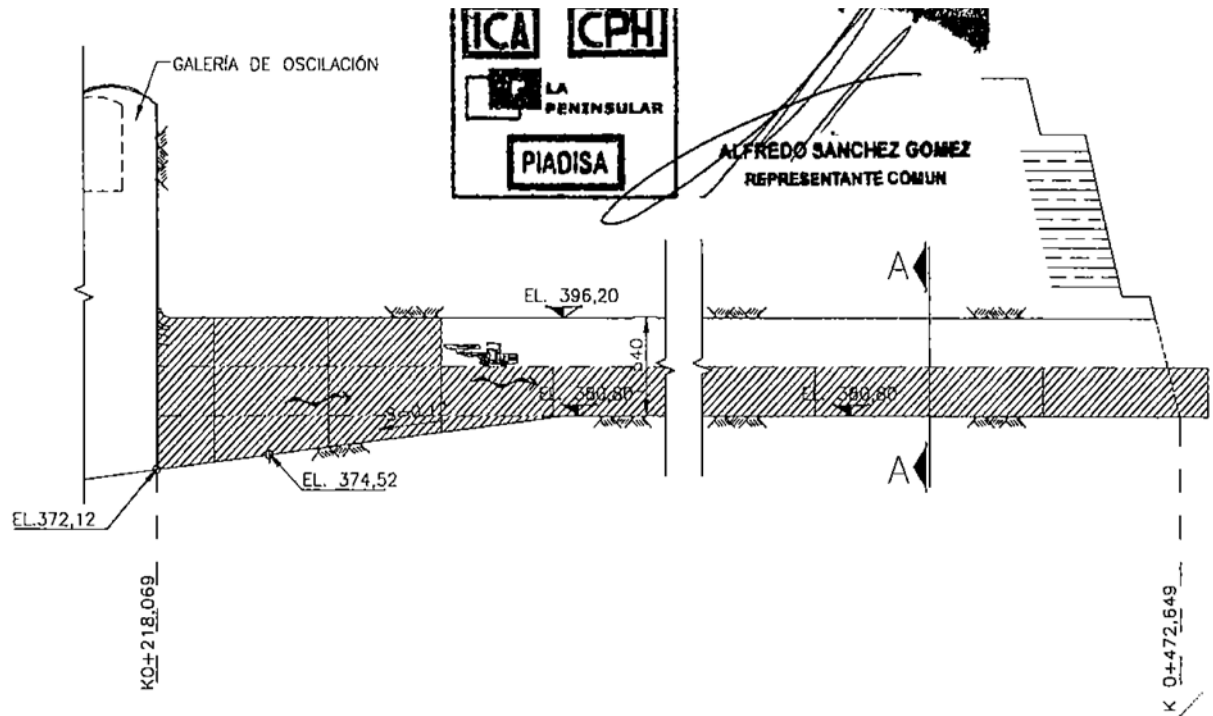 ICA CPH
LA
PENINSULAR
PIADISA
ALFREDO SANCHEZ GOMEZ
REPRESENTANTE COMUN
GALERÍA DE OSCILACIÓN
A
EL. 396,20
EL. 380,80
EL. 380,80
A
EL. 374,52
EL.372,12
K0+218,069
K 0+472,649